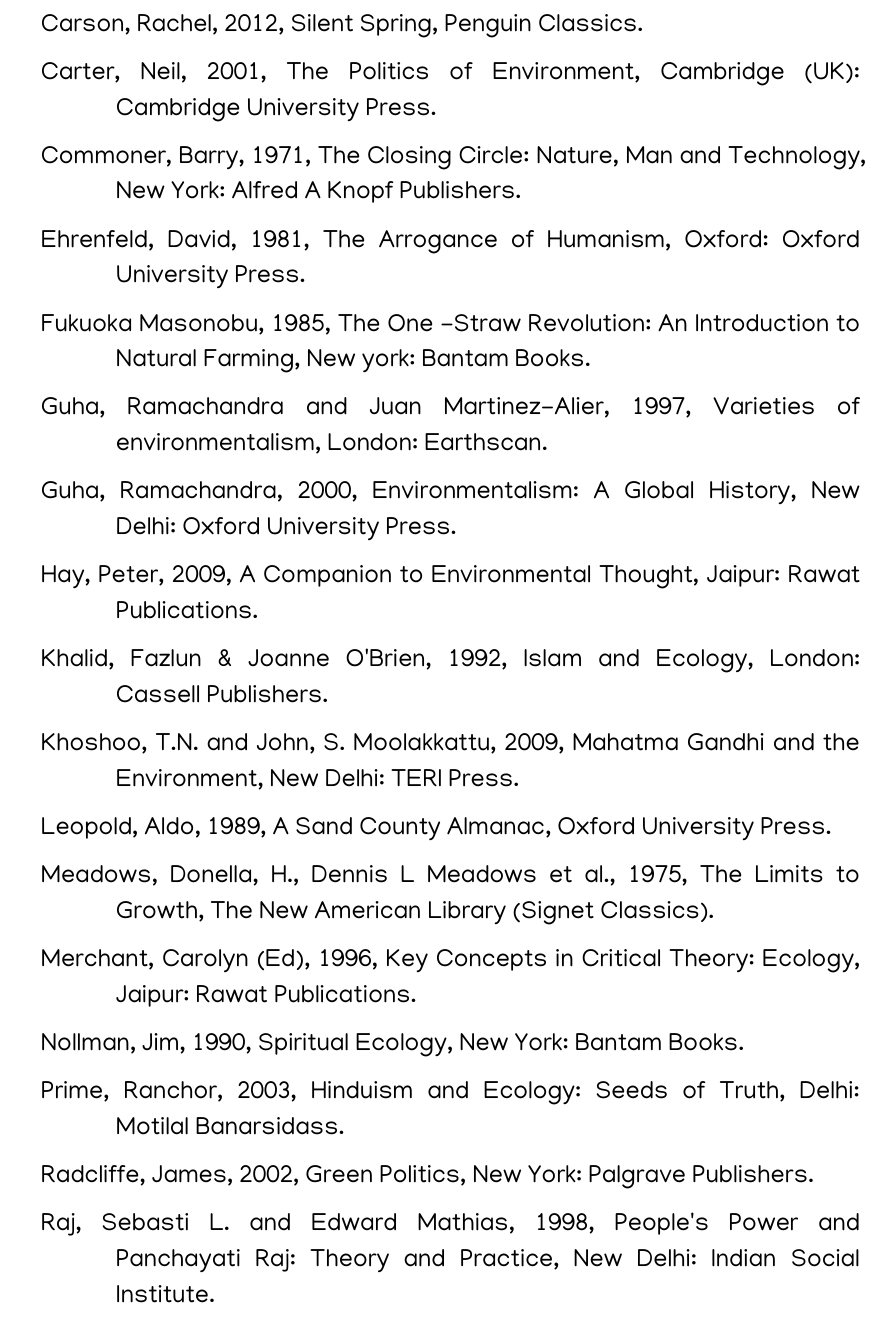 Carson, Rachel, 2012, Silent Spring, Penguin Classics.
Carter, Neil, 2001, The Politics of Environment, Cambridge (UK):
Cambridge University Press.
Commoner, Barry, 1971, The Closing Circle: Nature, Man and Technology,
New York: Alfred A Knopf Publishers.
Ehrenfeld, David, 1981, The Arrogance of Humanism, Oxford: Oxford
University Press.
Fukuoka Masonobu, 1985, The One -Straw Revolution: An Introduction to
Natural Farming, New york: Bantam Books.
Guha, Ramachandra and Juan Martinez-Alier, 1997, Varieties of
environmentalism, London: Earthscan.
Guha, Ramachandra, 2000, Environmentalism: A Global History, New
Delhi: Oxford University Press.
Hay, Peter, 2009, A Companion to Environmental Thought, Jaipur: Rawat
Publications.
Khalid, Fazlun & Joanne O'Brien, 1992, Islam and Ecology, London:
Cassell Publishers.
Khoshoo, T.N. and John, S. Moolakkattu, 2009, Mahatma Gandhi and the
Environment, New Delhi: TERI Press.
Leopold, Aldo, 1989, A Sand County Almanac, Oxford University Press.
Meadows, Donella, H., Dennis L Meadows et al., 1975, The Limits to
Growth, The New American Library (Signet Classics).
Merchant, Carolyn (Ed), 1996, Key Concepts in Critical Theory: Ecology,
Jaipur: Rawat Publications.
Nollman, Jim, 1990, Spiritual Ecology, New York: Bantam Books.
Prime, Ranchor, 2003, Hinduism and Ecology: Seeds of Truth, Delhi:
Motilal Banarsidass.
Radcliffe, James, 2002, Green Politics, New York: Palgrave Publishers.
Raj, Sebasti L. and Edward Mathias, 1998, People's Power and
Panchayati Raj: Theory and Practice, New Delhi: Indian Social
Institute.